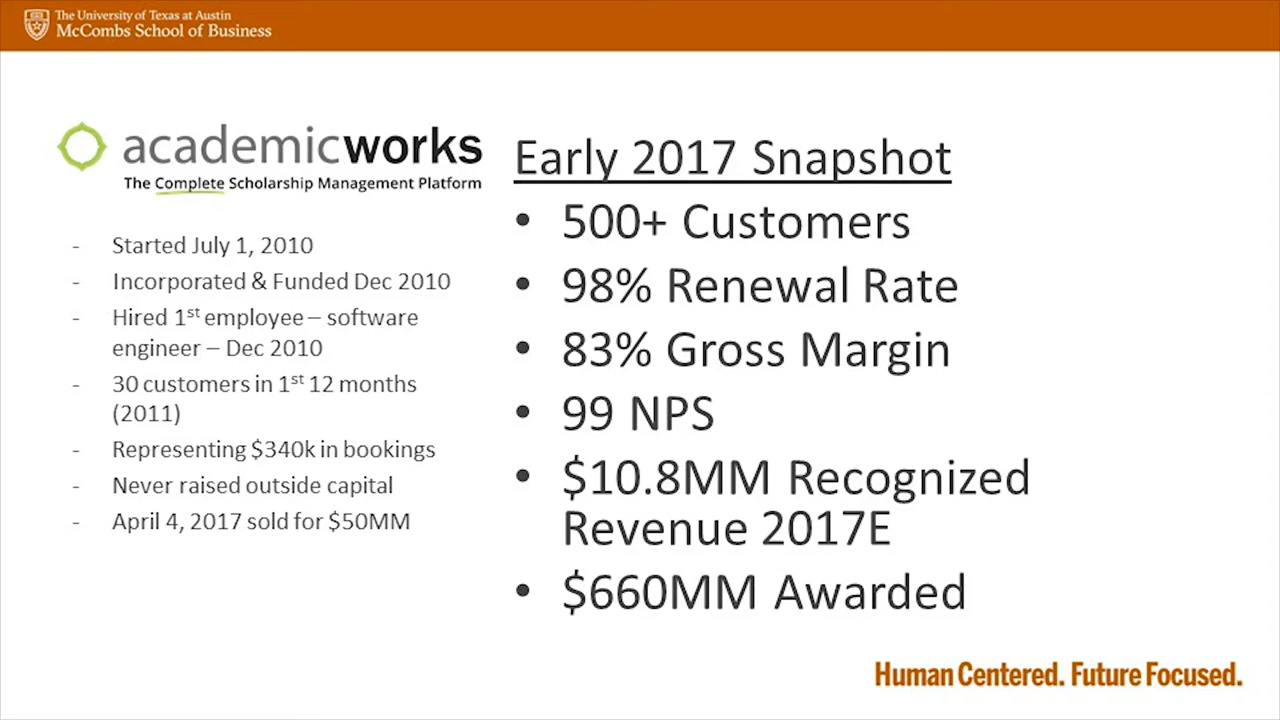 The University of Texas at Austin
McCombs School of Business
academicworks
The Complete Scholarship Management Platform
- Started July 1, 2010
- Incorporated & Funded Dec 2010
- Hired 1st employee – software
engineer – Dec 2010
- 30 customers in 1st 12 months
(2011)
- Representing $340k in bookings
- Never raised outside capital
- April 4, 2017 sold for $50MM
Early 2017 Snapshot
• 500+ Customers
• 98% Renewal Rate
• 83% Gross Margin
• 99 NPS
• $10.8MM Recognized
Revenue 2017E
• $660MM Awarded
Human Centered. Future Focused.